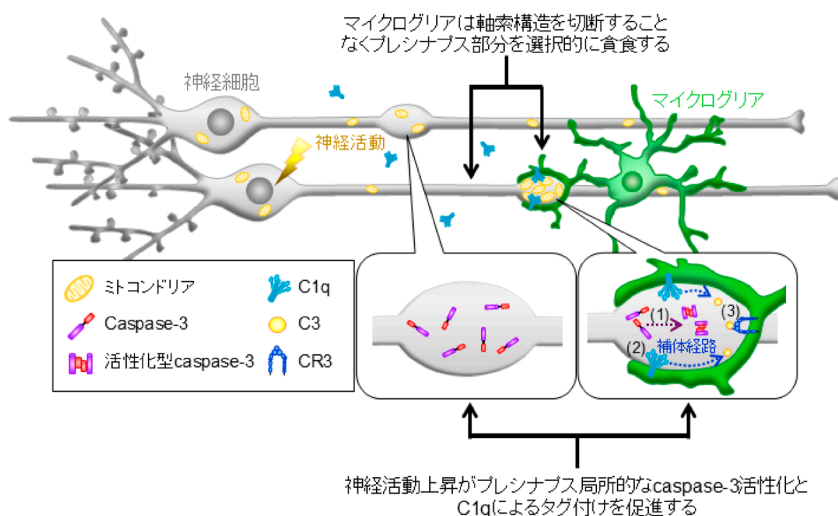 マイクログリアは軸索構造を切断すること
なくプレシナプス部分を選択的に貪食する
神経細胞
マイクログリア
神経活動
ミトコンドリア
C1q
Caspase-3
C3
活性化型caspase-3
CR3
(1)
(3)
(2)
補体経路
神経活動上昇がプレシナプス局所的なcaspase-3活性化と
C1qによるタグ付けを促進する